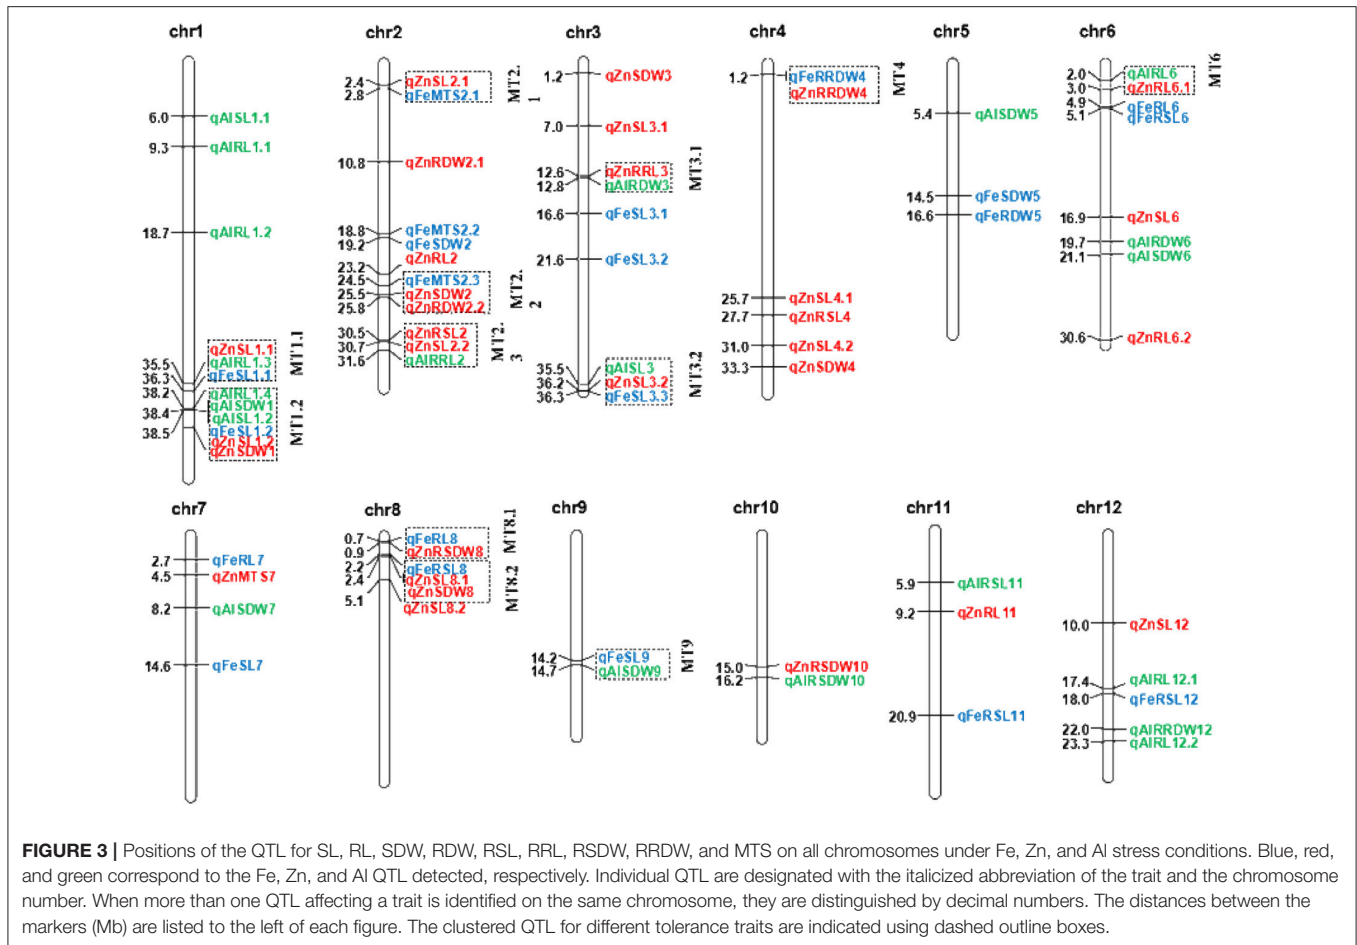 chr1
6.0 qAlSL1.1
9.3 qAlRL1.1
18.7 qAlRL1.2
qZnSL1.1
35.5 qAlRL1.3
36.3 qFeSL1.1
38.2 qAlRL1.4
38.4 qAlSDW1
38.5 qAlSL1.2
qFeSL1.2
qZnSL1.2
qZnSDW1
MT1.1
MT1.2
chr2
2.4 qZnSL2.1
2.8 qFeMTS2.1
10.8 qZnRDW2.1
18.8 qFeMTS2.2
19.2 qFeSDW2
23.2 qZnRL2
24.5 qFeMTS2.3
25.5 qZnSDW2
25.8 qZnRDW2.2
30.5 qZnRSL2
30.7 qZnSL2.2
31.6 qAlRRL2
MT2.
1
MT2.
2
MT2.
3
chr3
1.2 qZnSDW3
7.0 qZnSL3.1
12.6 qZnRRL3
12.8 qAlRDW3
16.6 qFeSL3.1
21.6 qFeSL3.2
35.5 qAlSL3
36.2 qZnSL3.2
36.3 qFeSL3.3
MT3-1
MT3-2
chr4
1.2 qFeRRDW4
qZnRRDW4
25.7 qZnSL4.1
27.7 qZnRSL4
31.0 qZnSL4.2
33.3 qZnSDW4
MT4
chr5
5.4 qAlSDW5
14.5 qFeSDW5
16.6 qFeRDW5
chr6
2.0 qAlRL6
3.0 qZnRL6.1
4.9 qFeRL6
5.1 qFeRSL6
16.9 qZnSL6
19.7 qAlRDW6
21.1 qAlSDW6
30.6 qZnRL6.2
MT6
chr7
2.7 qFeRL7
4.5 qZnMTS7
8.2 qAlSDW7
14.6 qFeSL7
chr8
0.7 qFeRL8
0.9 qZnRSDW8
2.2 qFeRSL8
2.4 qZnSL8.1
qZnSDW8
5.1 qZnSL8.2
MT8.1
MT8.2
chr9
14.2 qFeSL9
14.7 qAlSDW9
MT9
chr10
15.0 qZnRSDW10
16.2 qAlRSDW10
chr11
5.9 qAlRSL11
9.2 qZnRL11
20.9 qFeRSL11
chr12
10.0 qZnSL12
17.4 qAlRL12.1
18.0 qFeRSL12
22.0 qAlRRDW12
23.3 qAlRL12.2
FIGURE 3 | Positions of the QTL for SL, RL, SDW, RDW, RSL, RRL, RSDW, RRDW, and MTS on all chromosomes under Fe, Zn, and Al stress conditions. Blue, red,
and green correspond to the Fe, Zn, and Al QTL detected, respectively. Individual QTL are designated with the italicized abbreviation of the trait and the chromosome
number. When more than one QTL affecting a trait is identified on the same chromosome, they are distinguished by decimal numbers. The distances between the
markers (Mb) are listed to the left of each figure. The clustered QTL for different tolerance traits are indicated using dashed outline boxes.